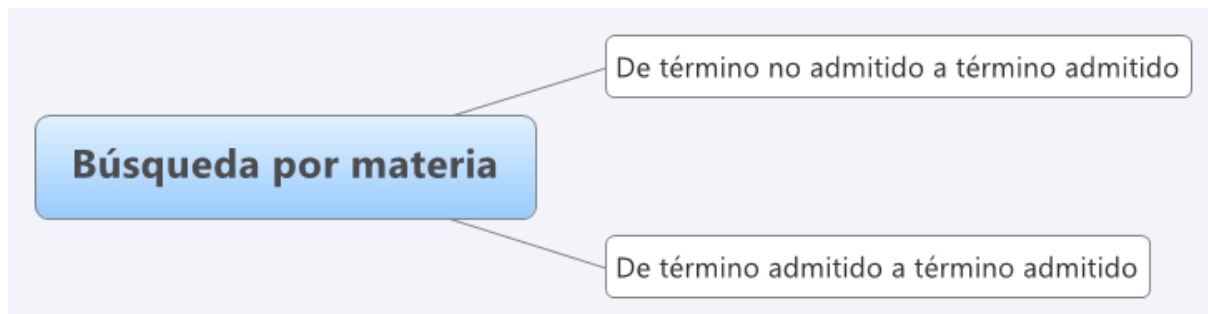 De término no admitido a término admitido
Búsqueda por materia
De término admitido a término admitido